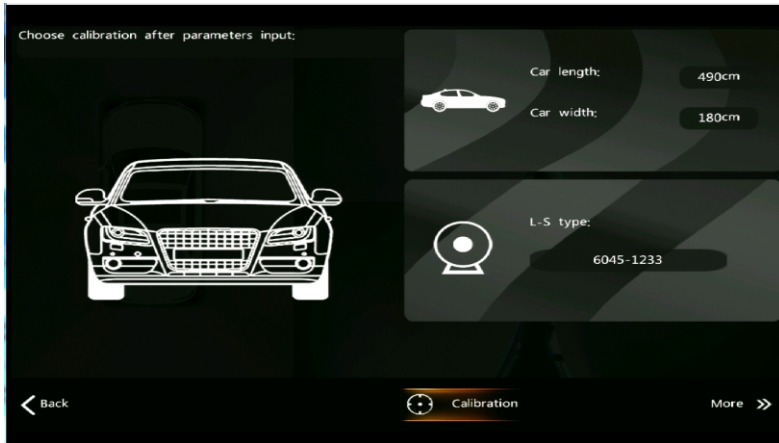 Choose calibration after parameters input:
Car length: 490cm
Car width: 180cm
L-S type:
6045-1233
Back
Calibration
More